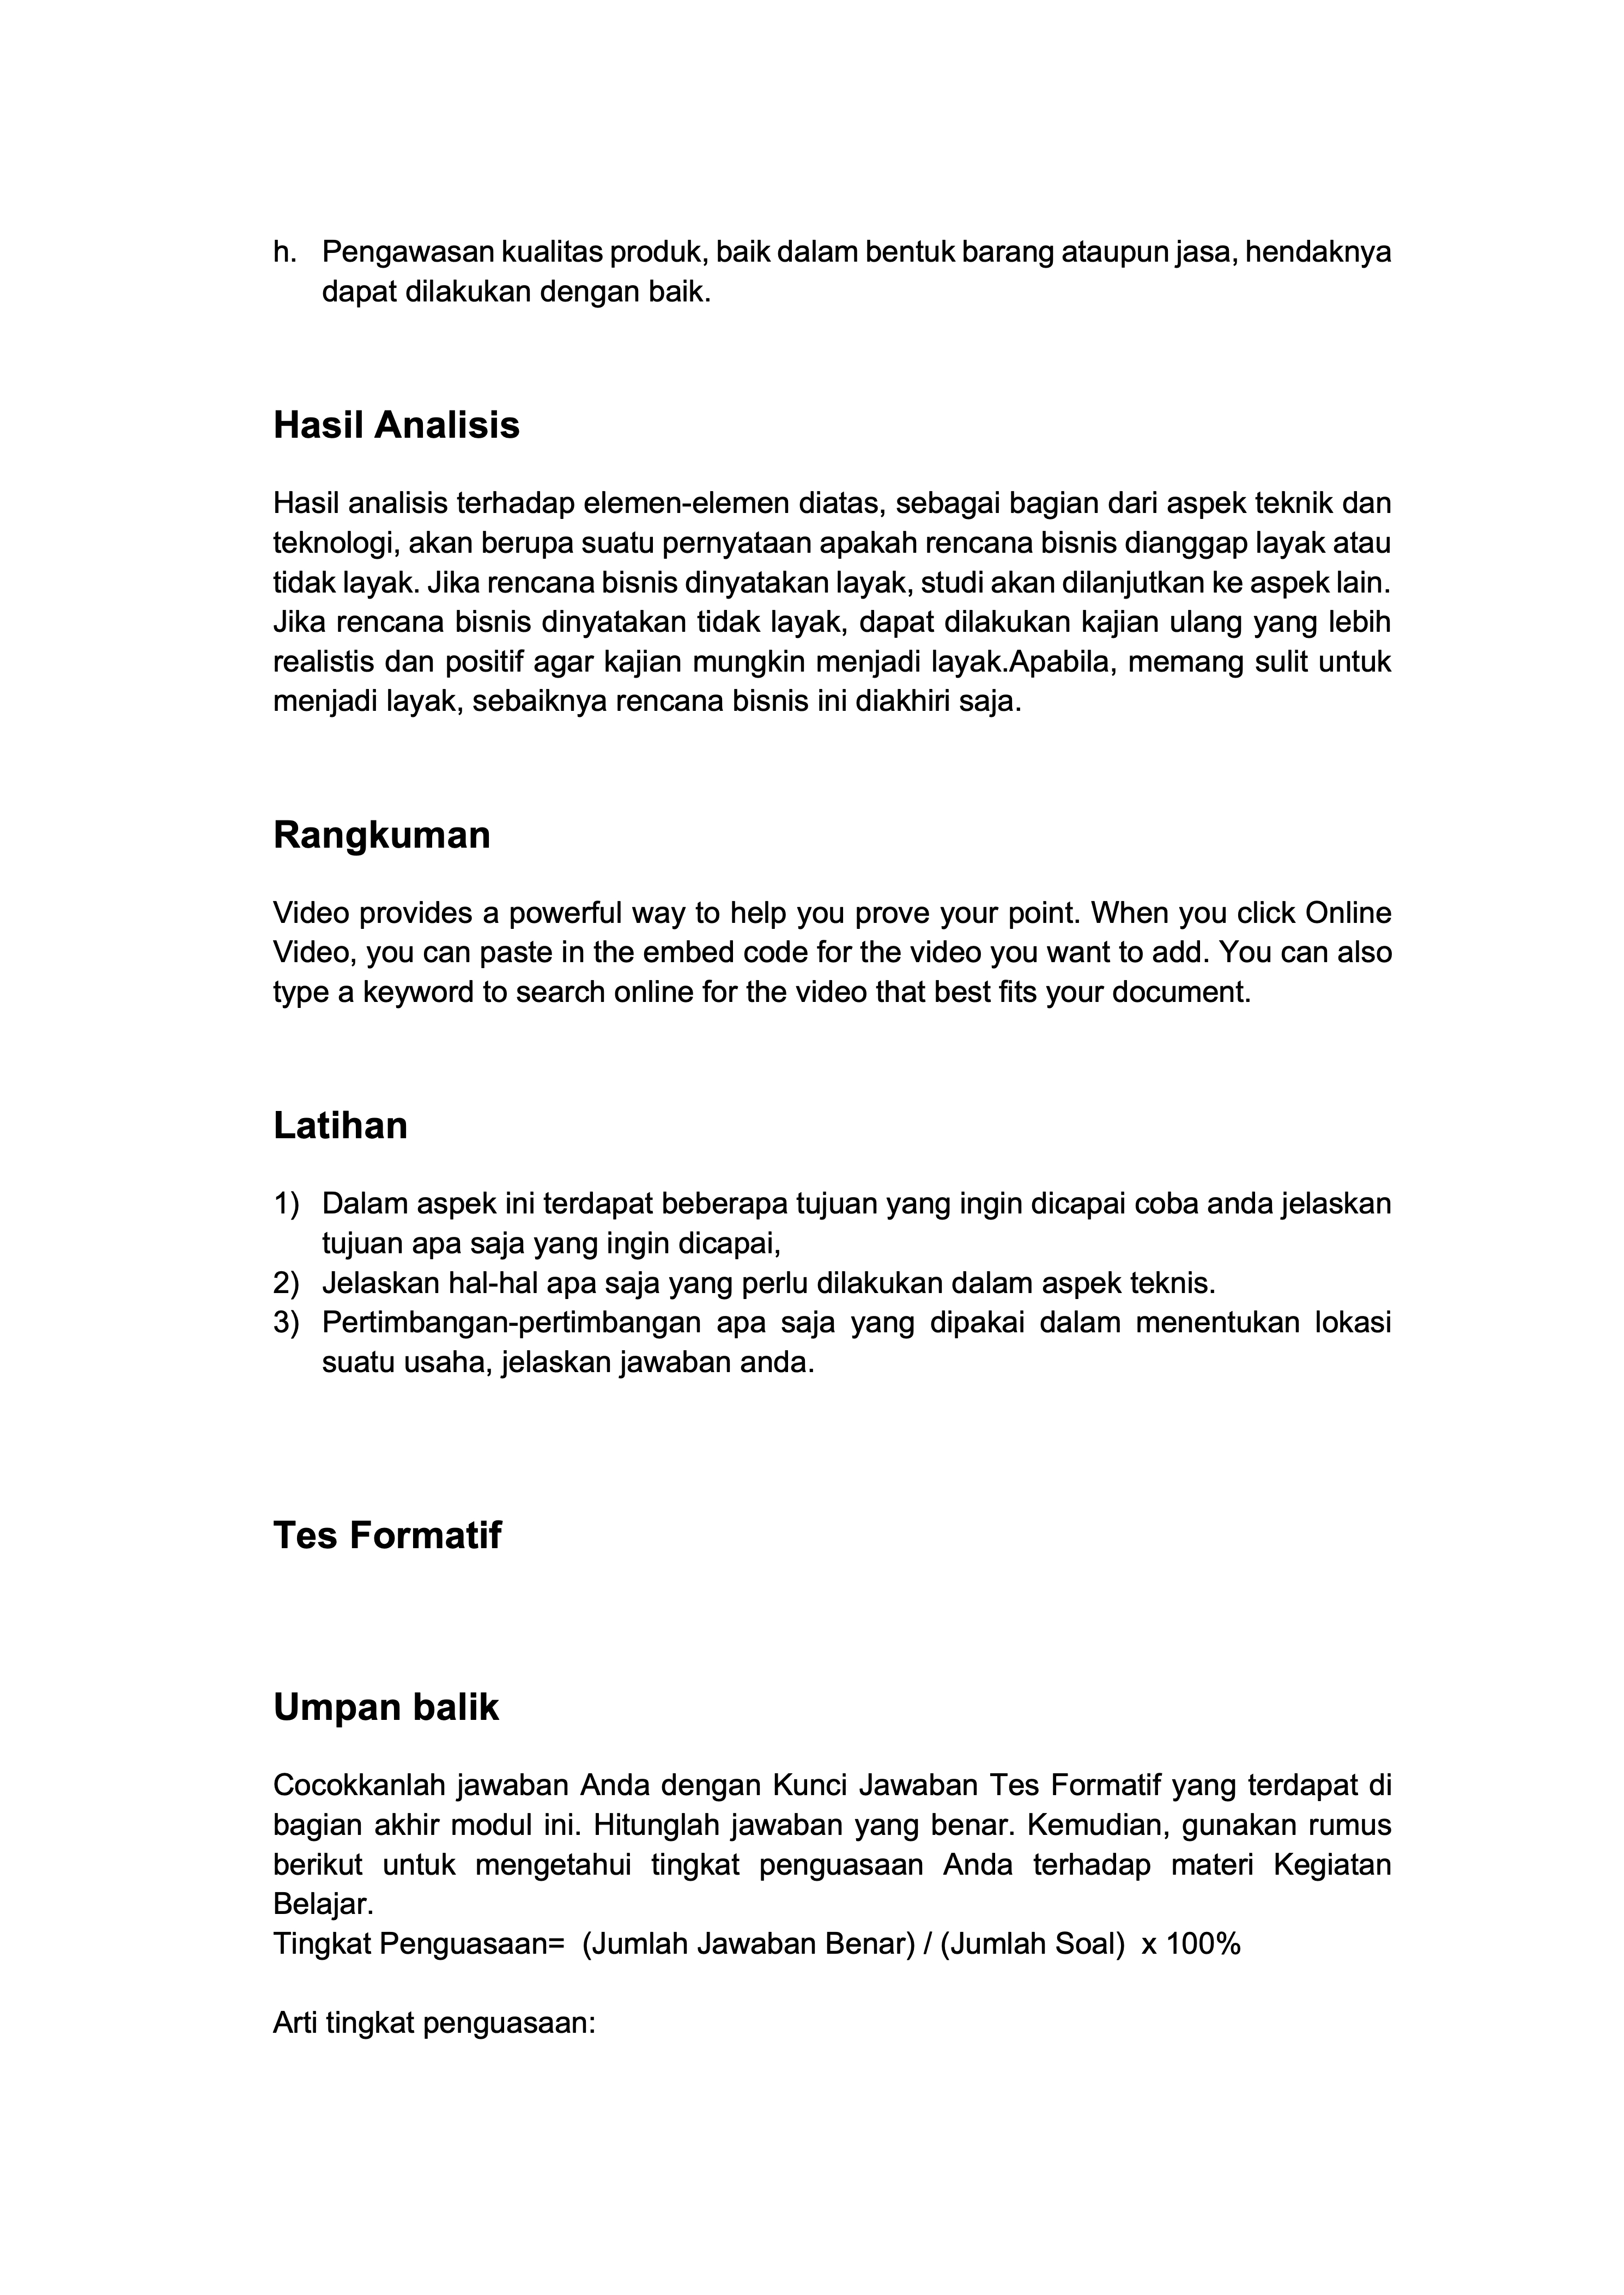 h. Pengawasan kualitas produk, baik dalam bentuk barang ataupun jasa, hendaknya
dapat dilakukan dengan baik.
Hasil Analisis
Hasil analisis terhadap elemen-elemen diatas, sebagai bagian dari aspek teknik dan
teknologi, akan berupa suatu pernyataan apakah rencana bisnis dianggap layak atau
tidak layak. Jika rencana bisnis dinyatakan layak, studi akan dilanjutkan ke aspek lain.
Jika rencana bisnis dinyatakan tidak layak, dapat dilakukan kajian ulang yang lebih
realistis dan positif agar kajian mungkin menjadi layak.Apabila, memang sulit untuk
menjadi layak, sebaiknya rencana bisnis ini diakhiri saja.
Rangkuman
Video provides a powerful way to help you prove your point. When you click Online
Video, you can paste in the embed code for the video you want to add. You can also
type a keyword to search online for the video that best fits your document.
Latihan
1) Dalam aspek ini terdapat beberapa tujuan yang ingin dicapai coba anda jelaskan
tujuan apa saja yang ingin dicapai,
2) Jelaskan hal-hal apa saja yang perlu dilakukan dalam aspek teknis.
3) Pertimbangan-pertimbangan apa saja yang dipakai dalam menentukan lokasi
suatu usaha, jelaskan jawaban anda.
Tes Formatif
Umpan balik
Cocokkanlah jawaban Anda dengan Kunci Jawaban Tes Formatif yang terdapat di
bagian akhir modul ini. Hitunglah jawaban yang benar. Kemudian, gunakan rumus
berikut untuk mengetahui tingkat penguasaan Anda terhadap materi Kegiatan
Belajar.
Tingkat Penguasaan= (Jumlah Jawaban Benar) / (Jumlah Soal) x 100%
Arti tingkat penguasaan: